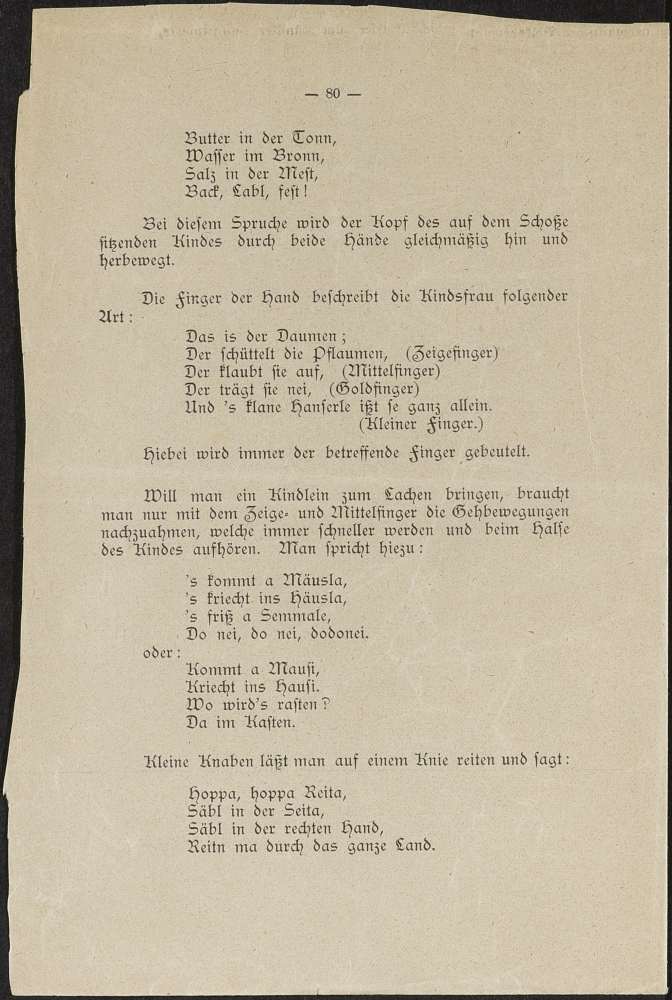 — 80 —
Butter in der Tonn,
Wasser im Bronn,
Salz in der Mest,
Back, Labl, fest!
Bei diesem Spruche wird der Kopf des auf dem Schoße
sitzenden Kindes durch beide Hände gleichmäßig hin und
herbewegt.
Die Finger der Hand beschreibt die Kindsfrau folgender
Art:
Das is der Daumen;
Der schüttelt die Pflaumen, (Zeigefinger)
Der klaubt sie auf, (Mittelfinger)
Der trägt sie nei, (Goldfinger)
Und 's klane Hanserle ißt se ganz allein.
(Kleiner Finger.)
Hiebei wird immer der betreffende Finger gebeutelt.
Will man ein Kindlein zum Lachen bringen, braucht
man nur mit dem Zeige- und Mittelfinger die Gehbewegungen
nachzuahmen, welche immer schneller werden und beim Halse
des Kindes aufhören. Man spricht hiezu:
's kommt a Mäusla,
's kriecht ins Häusla,
's friß a Semmale,
Do nei, do nei, dodonei.
oder:
Kommt a Mausi,
Kriecht ins Hausi.
Wo wird's rasten?
Da im Kasten.
Kleine Knaben läßt man auf einem Knie reiten und sagt:
Hoppa, hoppa Reita,
Säbl in der Seita,
Säbl in der rechten Hand,
Reitn ma durch das ganze Land.